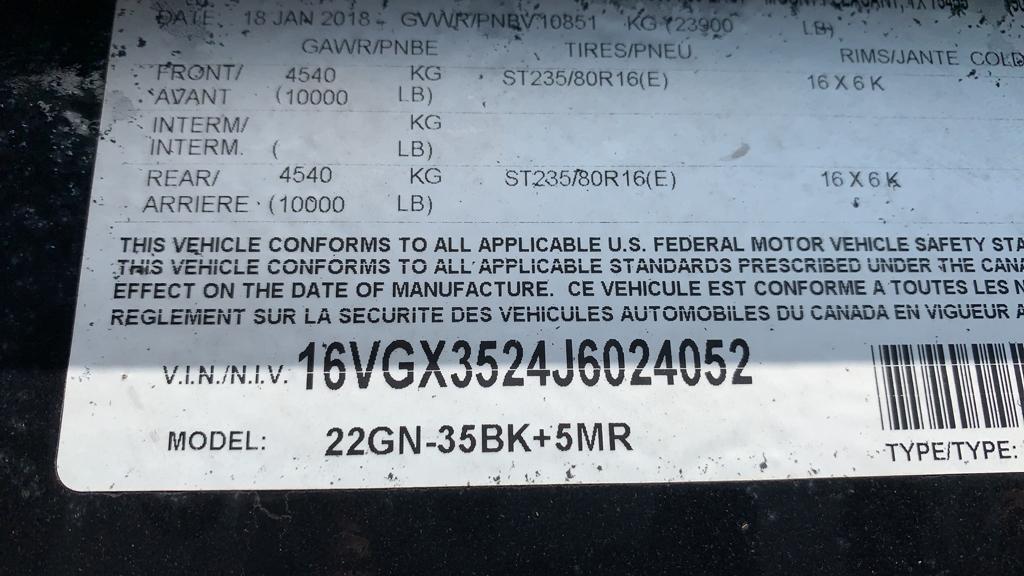 DATE: 18 JAN 2018 GVWR/PNBV 10851 KG (23900 LB)
GAWR/PNBE TIRES/PNEU RIMS/JANTE COLD
FRONT/ 4540 KG ST235/80R16(E) 16 X 6 K
AVANT (10000 LB)
INTERM/ KG
INTERM. ( LB)
REAR/ 4540 KG ST235/80R16(E) 16 X 6 K
ARRIERE (10000 LB)
THIS VEHICLE CONFORMS TO ALL APPLICABLE U.S. FEDERAL MOTOR VEHICLE SAFETY STA
THIS VEHICLE CONFORMS TO ALL APPLICABLE STANDARDS PRESCRIBED UNDER THE CANA
EFFECT ON THE DATE OF MANUFACTURE. CE VEHICULE EST CONFORME A TOUTES LES N
REGLEMENT SUR LA SECURITE DES VEHICULES AUTOMOBILES DU CANADA EN VIGUEUR A
V.I.N./N.I.V. 16VGX3524J6024052
MODEL: 22GN-35BK+5MR
TYPE/TYPE: